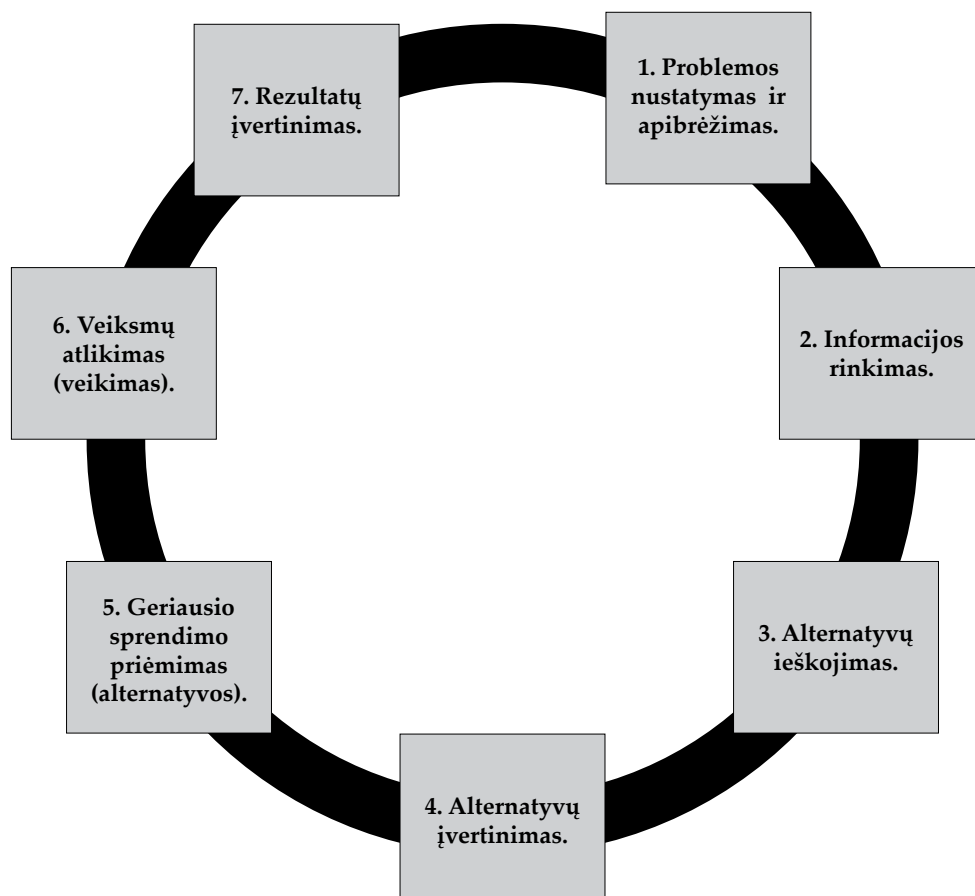 1. Problemos
nustatymas ir
apibrėžimas.
2. Informacijos
rinkimas.
3. Alternatyvų
ieškojimas.
4. Alternatyvų
įvertinimas.
5. Geriausio
sprendimo
priėmimas
(alternatyvos).
6. Veiksmų
atlikimas
(veikimas).
7. Rezultatų
įvertinimas.